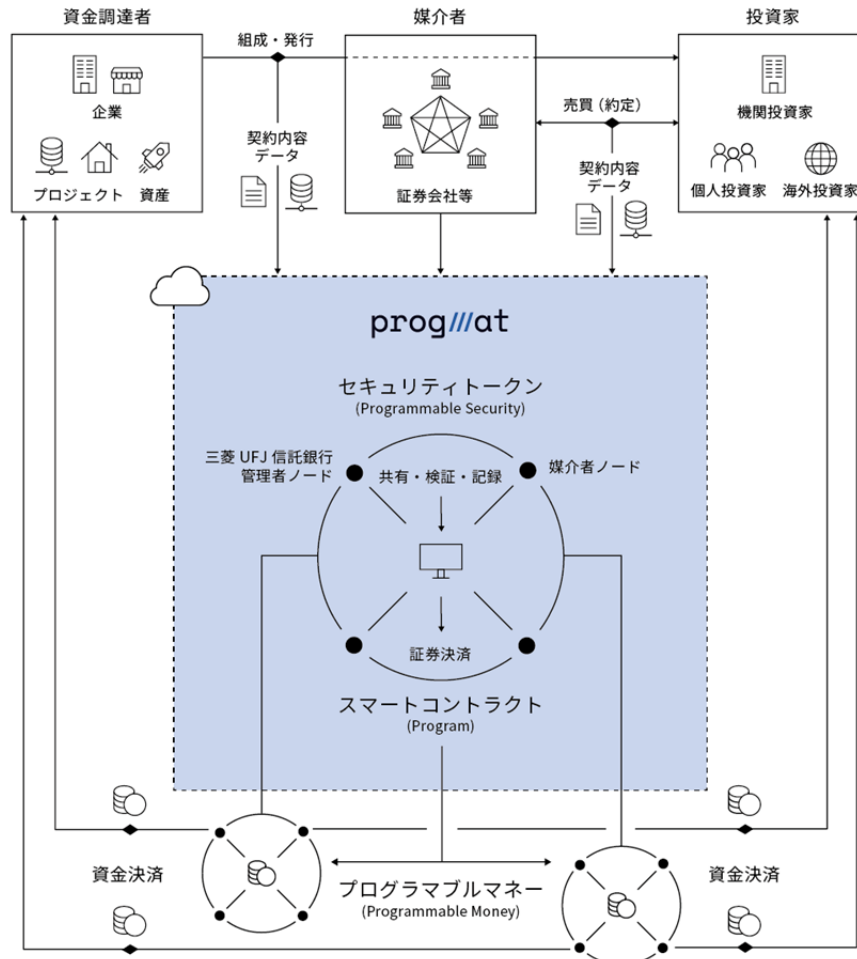 資金調達者
媒介者
投資家
組成・発行
企業
プロジェクト
資産
契約内容
データ
証券会社等
売買（約定）
契約内容
データ
機関投資家
個人投資家
海外投資家
progmat
セキュリティトークン
(Programmable Security)
三菱 UFJ 信託銀行
管理者ノード
共有・検証・記録
媒介者ノード
証券決済
スマートコントラクト
(Program)
資金決済
プログラマブルマネー
(Programmable Money)
資金決済